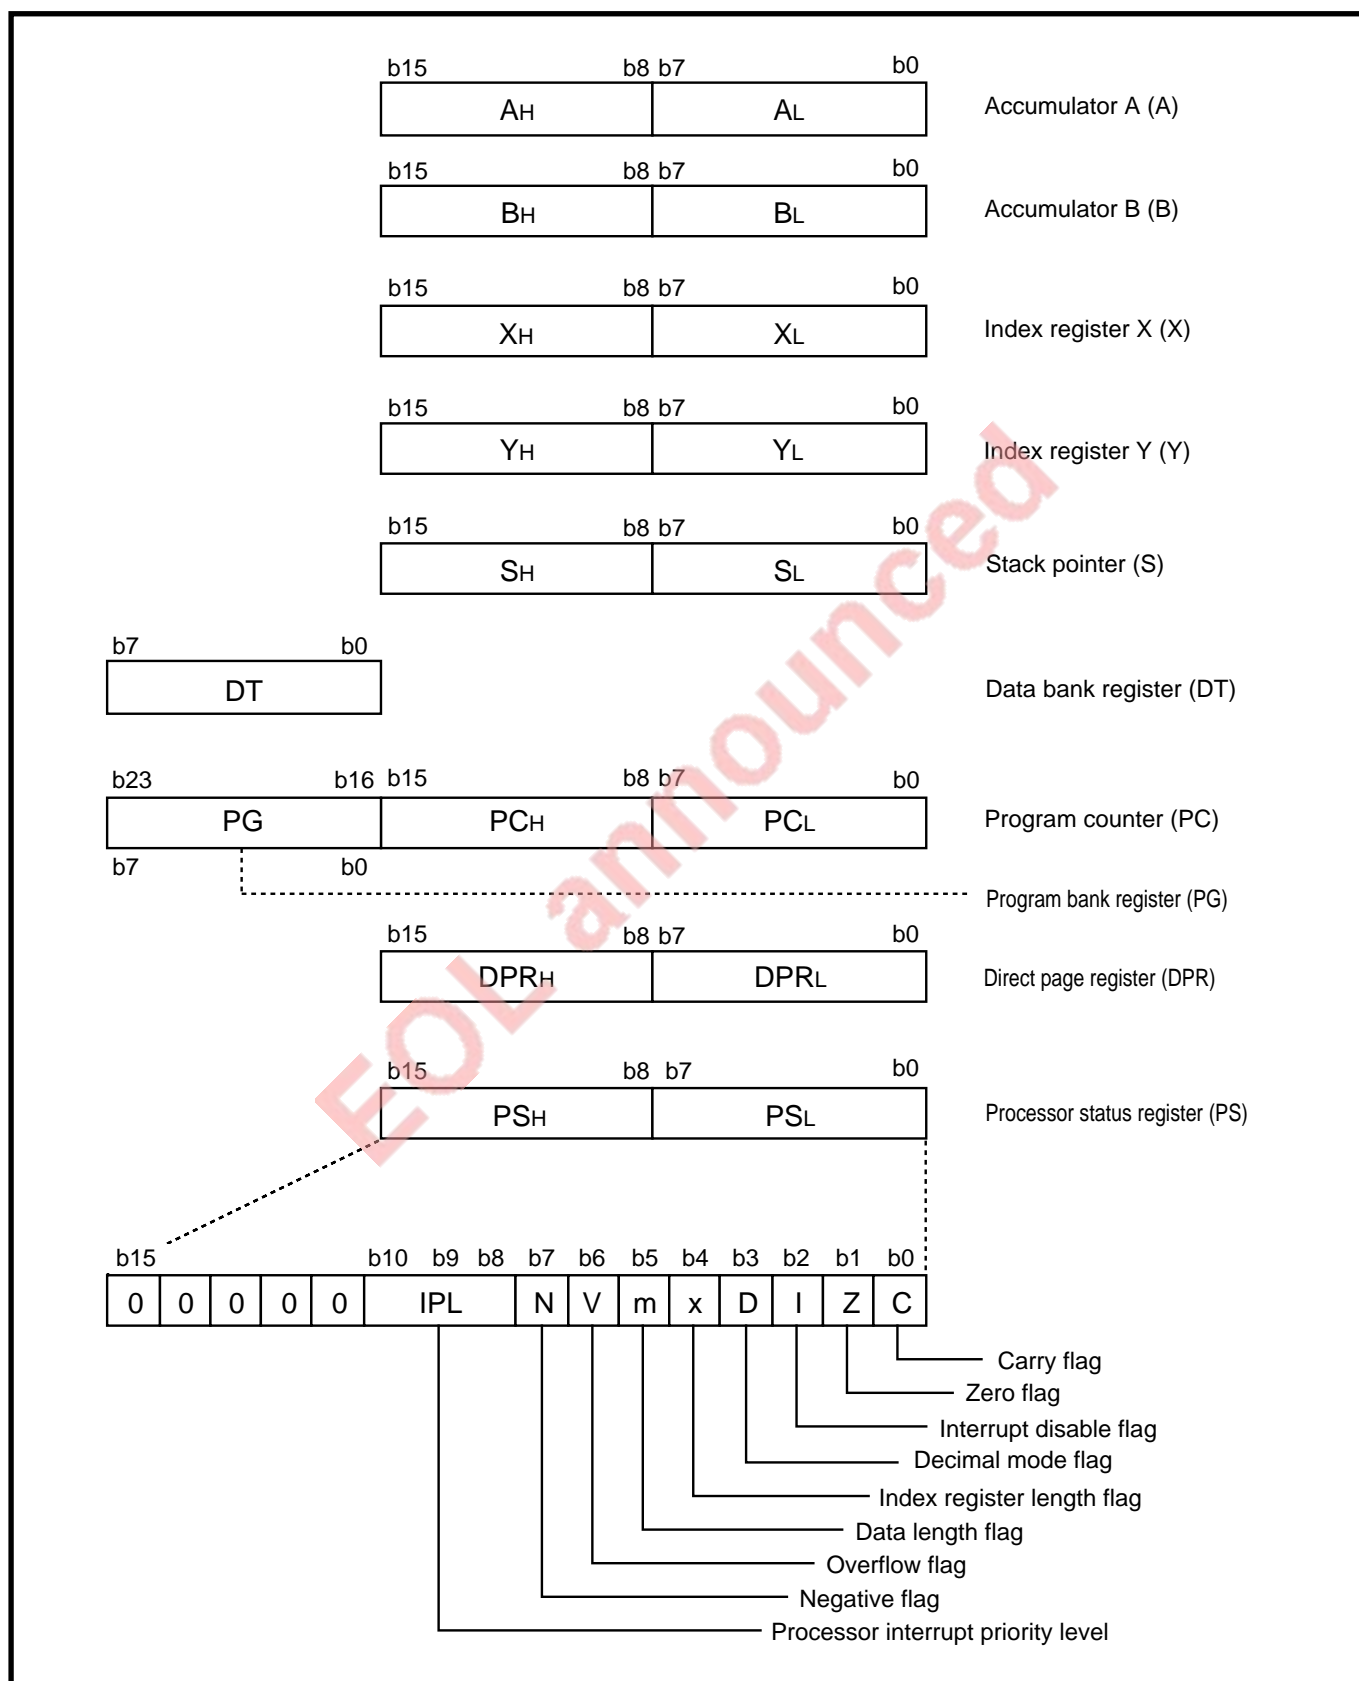 b15 b8 b7 b0
AH AL Accumulator A (A)
b15 b8 b7 b0
BH BL Accumulator B (B)
b15 b8 b7 b0
XH XL Index register X (X)
b15 b8 b7 b0
YH YL Index register Y (Y)
b15 b8 b7 b0
SH SL Stack pointer (S)
b7 b0
DT Data bank register (DT)
b23 b16 b15 b8 b7 b0
PG PCH PCL Program counter (PC)
b7 b0
Program bank register (PG)
b15 b8 b7 b0
DPRH DPRL Direct page register (DPR)
b15 b8 b7 b0
PSH PSL Processor status register (PS)
b15 b10 b9 b8 b7 b6 b5 b4 b3 b2 b1 b0
0 0 0 0 0 IPL N V m x D I Z C
Carry flag
Zero flag
Interrupt disable flag
Decimal mode flag
Index register length flag
Data length flag
Overflow flag
Negative flag
Processor interrupt priority level
EOL announced